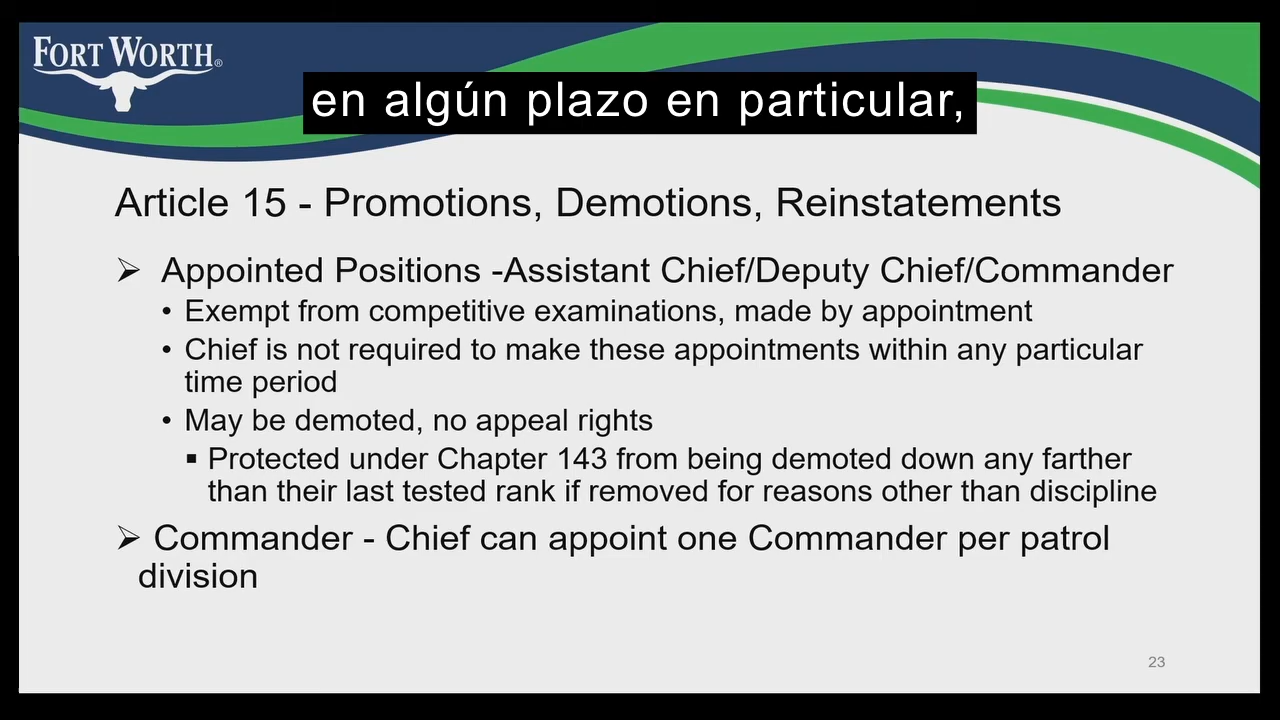 FORT WORTH®
en algún plazo en particular,
Article 15 - Promotions, Demotions, Reinstatements
➢ Appointed Positions -Assistant Chief/Deputy Chief/Commander
• Exempt from competitive examinations, made by appointment
• Chief is not required to make these appointments within any particular
time period
• May be demoted, no appeal rights
▪ Protected under Chapter 143 from being demoted down any farther
than their last tested rank if removed for reasons other than discipline
➢ Commander - Chief can appoint one Commander per patrol
division
23